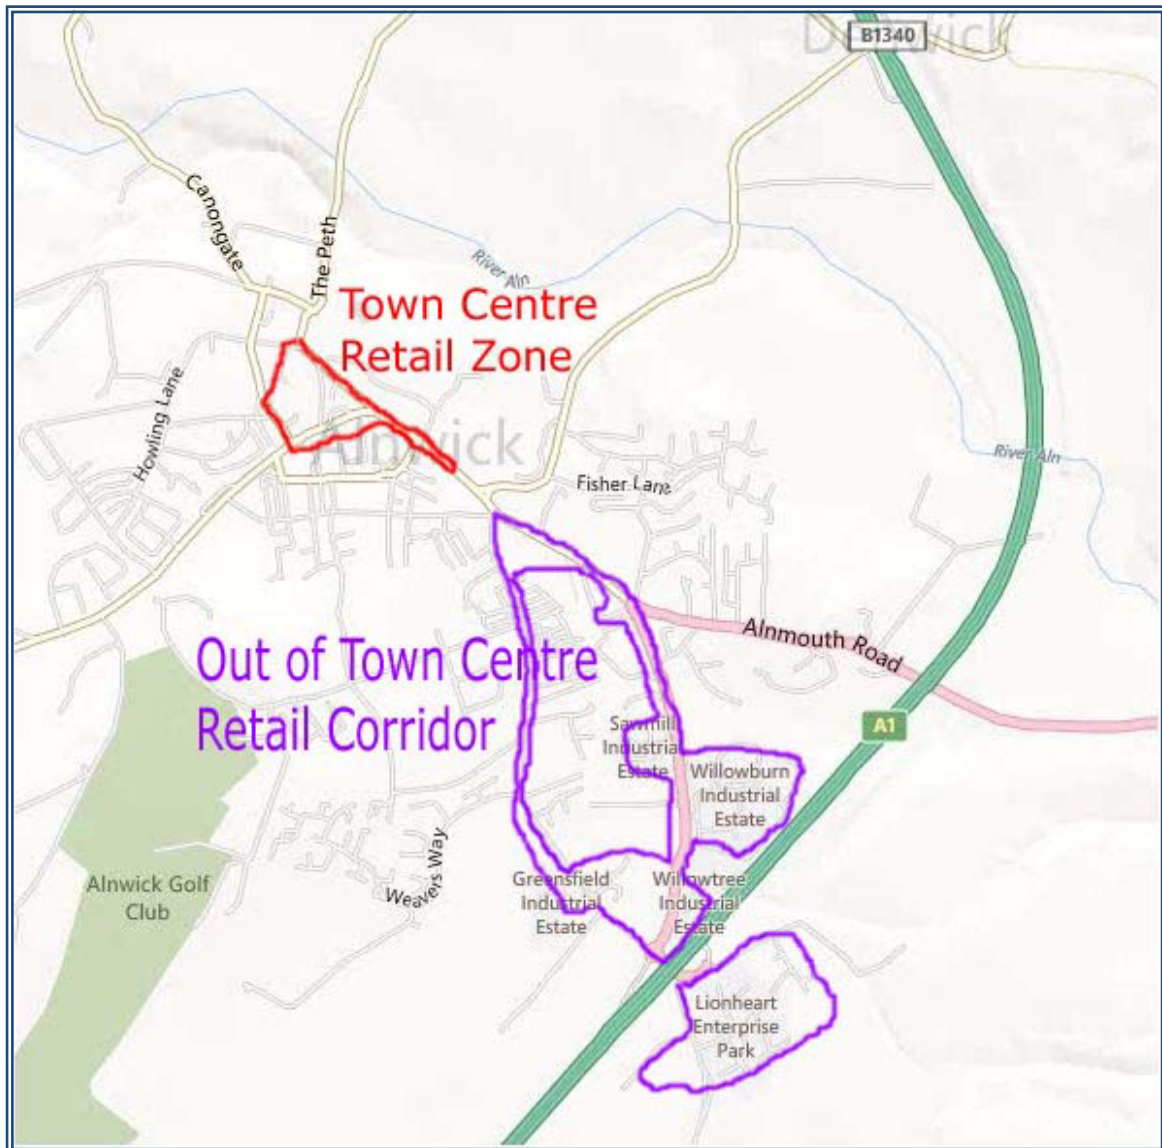 Denwick
B1340
Canongate
The Peth
River Aln
Town Centre
Retail Zone
Howling Lane
Alnwick
River Aln
Fisher Lane
Alnmouth Road
Out of Town Centre
Retail Corridor
A1
Sawmill
Industrial
Estate
Willowburn
Industrial
Estate
Weavers Way
Alnwick Golf
Club
Greensfield
Industrial
Estate
Willowtree
Industrial
Estate
Lionheart
Enterprise
Park